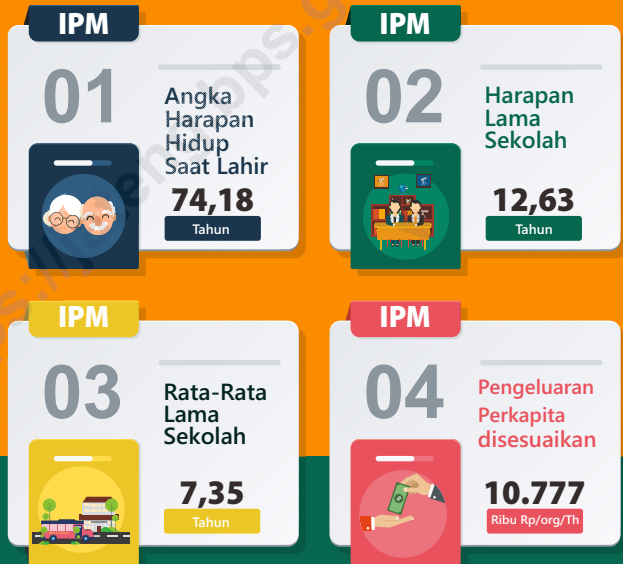 IPM
01
Angka
Harapan
Hidup
Saat Lahir
74,18
Tahun
IPM
02
Harapan
Lama
Sekolah
12,63
Tahun
IPM
03
Rata-Rata
Lama
Sekolah
7,35
Tahun
IPM
04
Pengeluaran
Perkapita
disesuaikan
10.777
Ribu Rp/org/Th